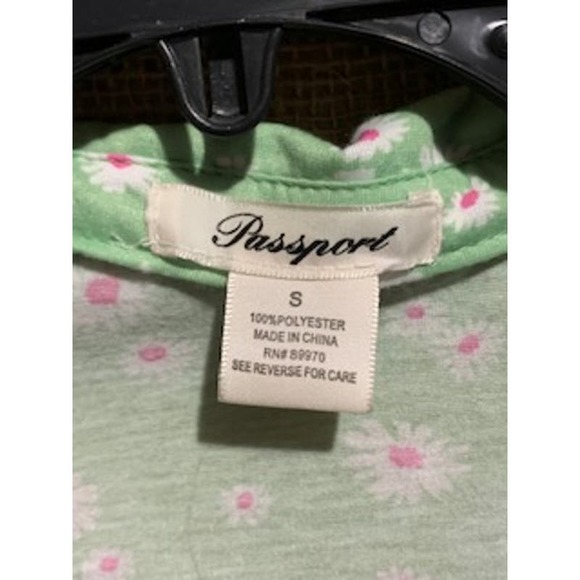 Passport
S
100%POLYESTER
MADE IN CHINA
RN# 89970
SEE REVERSE FOR CARE